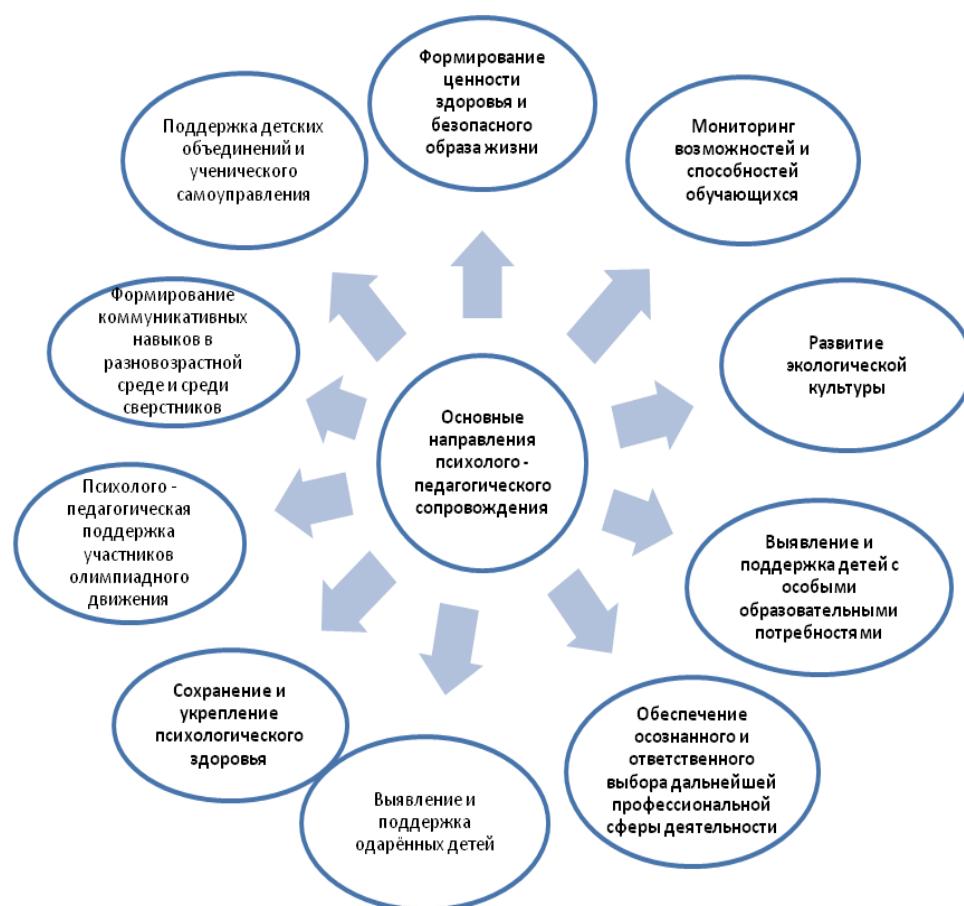 Формирование
ценности
здоровья и
безопасного
образа жизни
Мониторинг
возможностей и
способностей
обучающихся
Развитие
экологической
культуры
Выявление и
поддержка детей с
особыми
образовательными
потребностями
Обеспечение
осознанного и
ответственного
выбора дальнейшей
профессиональной
сферы деятельности
Выявление и
поддержка
одарённых детей
Сохранение и
укрепление
психологического
здоровья
Психолого -
педагогическая
поддержка
участников
олимпиадного
движения
Формирование
коммуникативных
навыков в
разновозрастной
среде и среди
сверстников
Поддержка детских
объединений и
ученического
самоуправления
Основные
направления
психолого -
педагогического
сопровождения